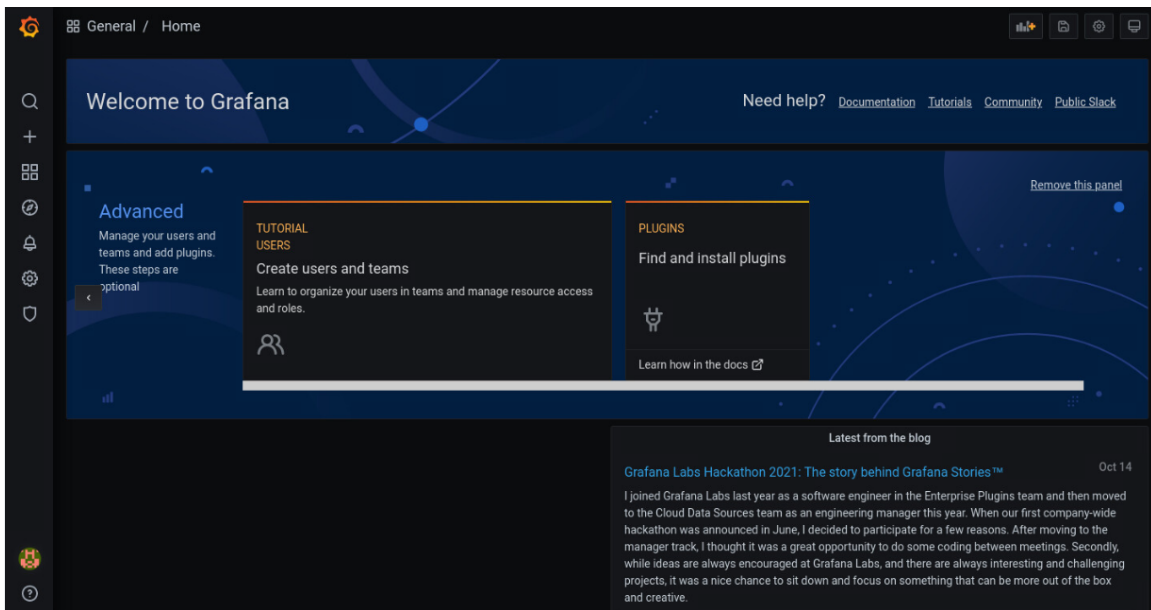 General / Home
Welcome to Grafana
Need help? Documentation Tutorials Community Public Slack
Remove this panel
Advanced
Manage your users and
teams and add plugins.
These steps are
optional
TUTORIAL
USERS
Create users and teams
Learn to organize your users in teams and manage resource access
and roles.
PLUGINS
Find and install plugins
Learn how in the docs
Latest from the blog
Grafana Labs Hackathon 2021: The story behind Grafana Stories™
Oct 14
I joined Grafana Labs last year as a software engineer in the Enterprise Plugins team and then moved
to the Cloud Data Sources team as an engineering manager this year. When our first company-wide
hackathon was announced in June, I decided to participate for a few reasons. After moving to the
manager track, I thought it was a great opportunity to do some coding between meetings. Secondly,
while ideas are always encouraged at Grafana Labs, and there are always interesting and challenging
projects, it was a nice chance to sit down and focus on something that can be more out of the box
and creative.